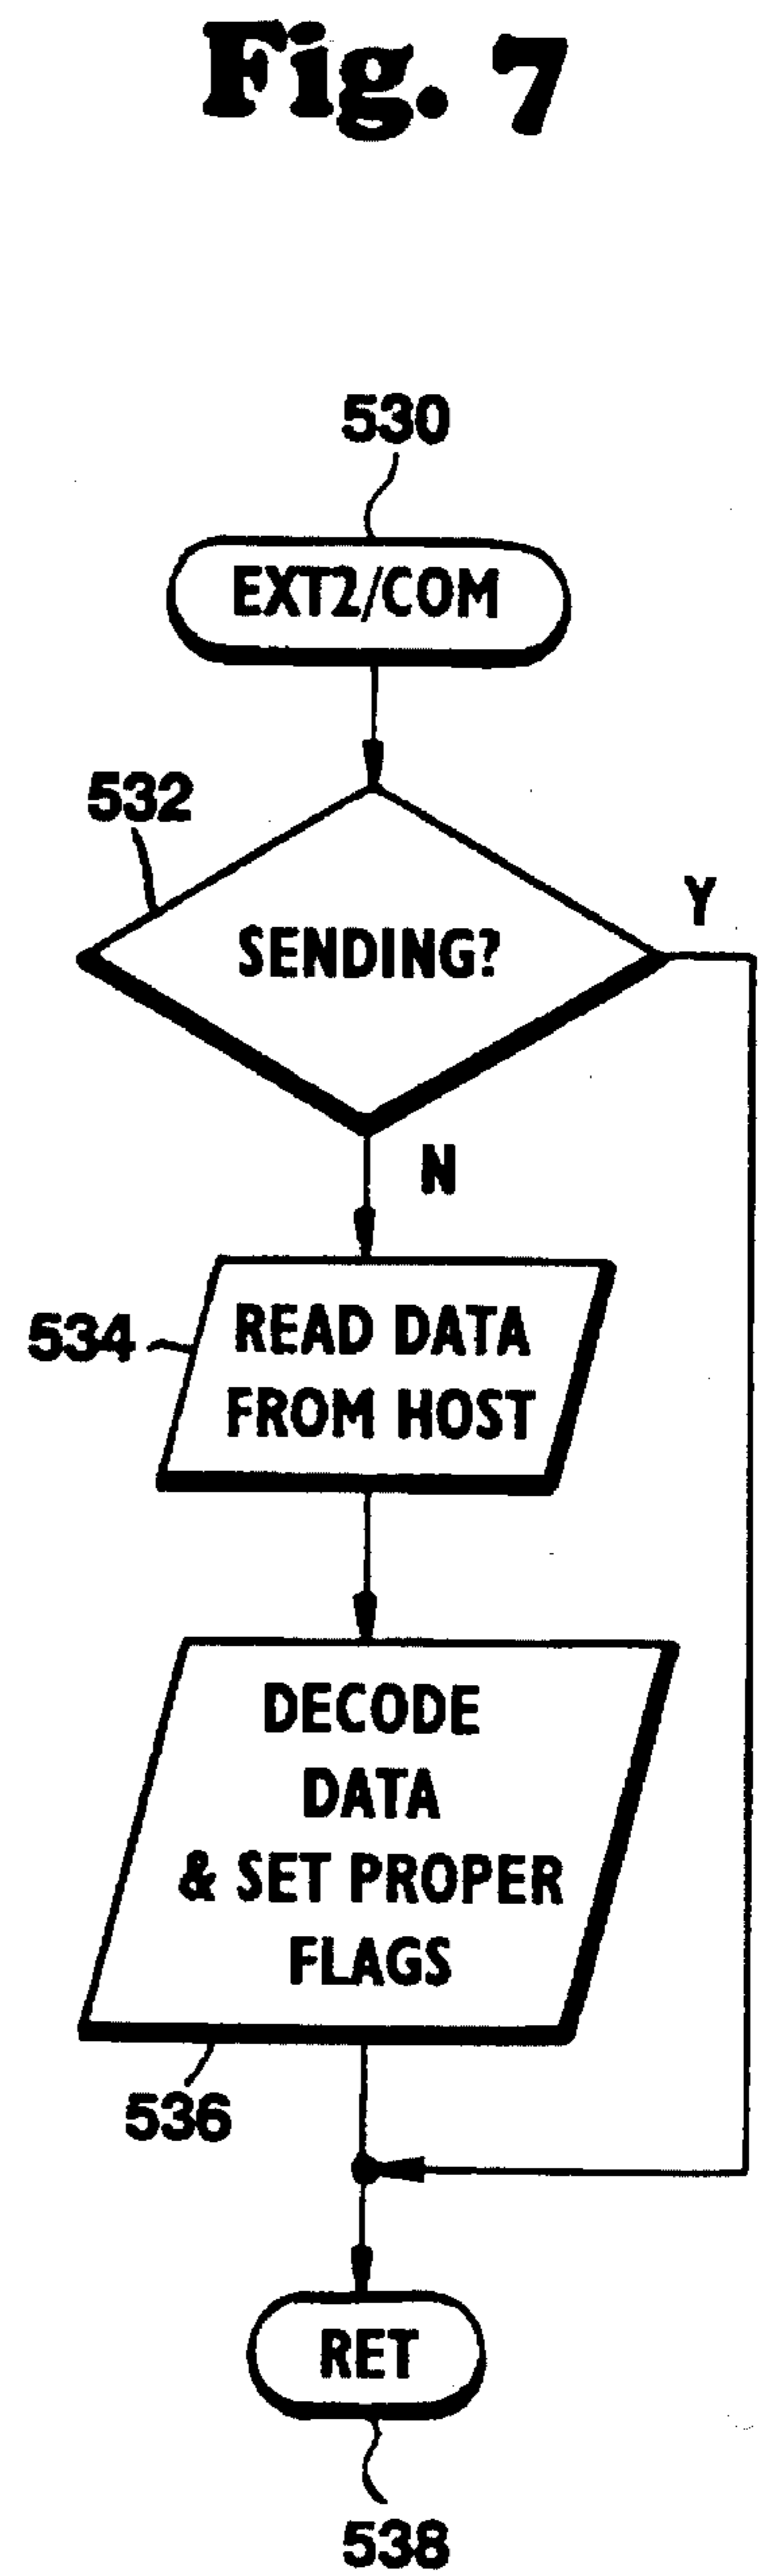 Fig. 7
530
EXT2/COM
532
SENDING?
Y
N
534
READ DATA
FROM HOST
DECODE
DATA
& SET PROPER
FLAGS
536
RET
538